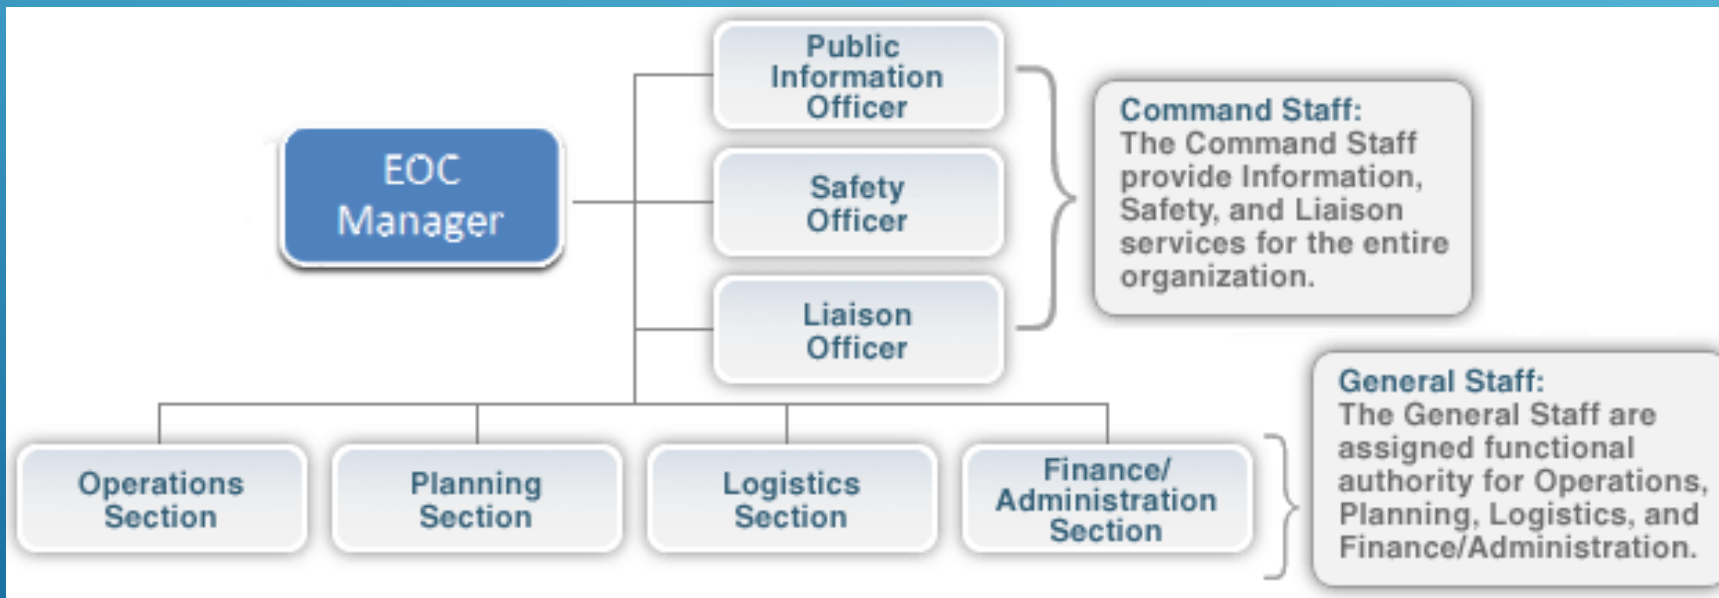 Public
Information
Officer
EOC
Manager
Safety
Officer
Liaison
Officer
Command Staff:
The Command Staff
provide Information,
Safety, and Liaison
services for the entire
organization.
Operations
Section
Planning
Section
Logistics
Section
Finance/
Administration
Section
General Staff:
The General Staff are
assigned functional
authority for Operations,
Planning, Logistics, and
Finance/Administration.